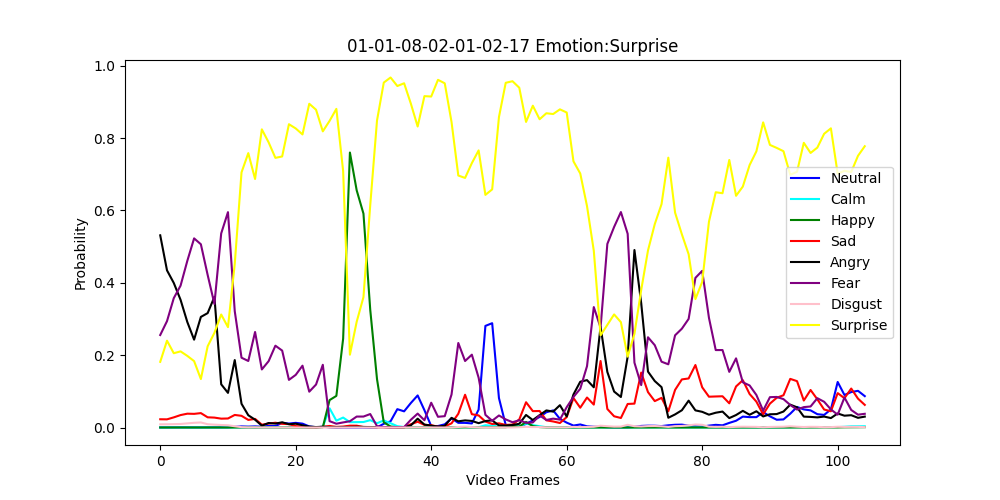 01-01-08-02-01-02-17 Emotion:Surprise
1.0
0.8
0.6
0.4
0.2
0.0
Probability
0 20 40 60 80 100
Video Frames
Neutral
Calm
Happy
Sad
Angry
Fear
Disgust
Surprise